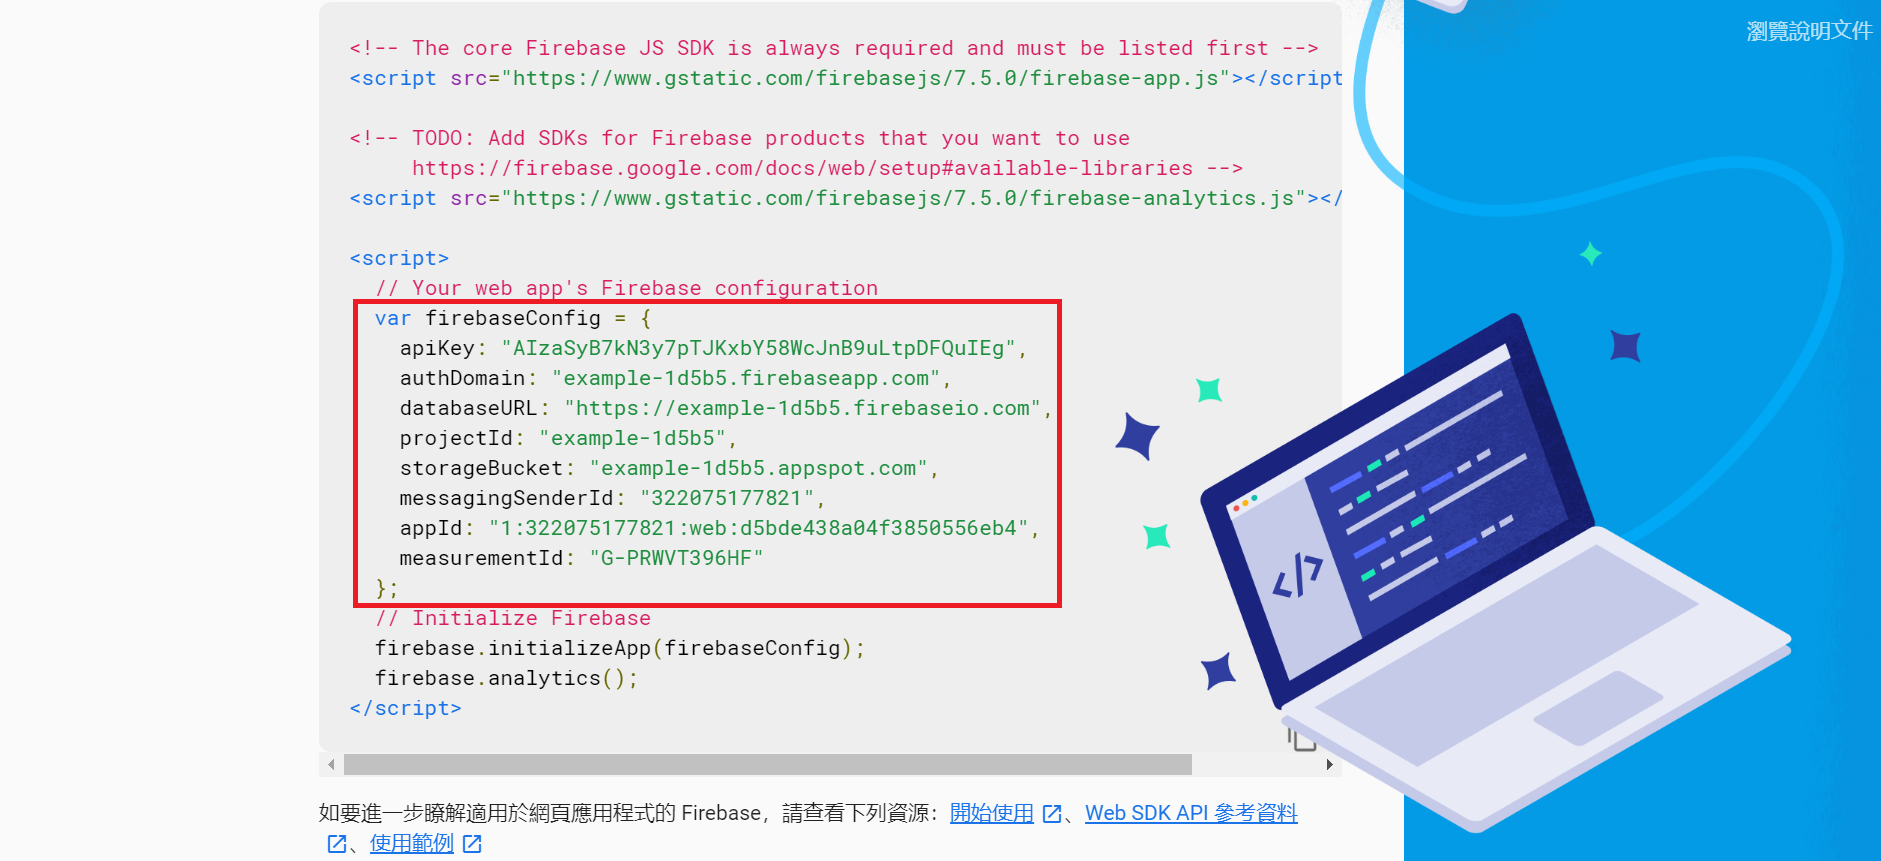 瀏覽說明文件
<!-- The core Firebase JS SDK is always required and must be listed first -->
<script src="https://www.gstatic.com/firebasejs/7.5.0/firebase-app.js"></script
<!-- TODO: Add SDKs for Firebase products that you want to use
https://firebase.google.com/docs/web/setup#available-libraries -->
<script src="https://www.gstatic.com/firebasejs/7.5.0/firebase-analytics.js"></
<script>
// Your web app's Firebase configuration
var firebaseConfig = {
apiKey: "AIzaSyB7kN3y7pTJKxbY58WcJnB9uLtpDFQuIEg",
authDomain: "example-1d5b5.firebaseapp.com",
databaseURL: "https://example-1d5b5.firebaseio.com",
projectId: "example-1d5b5",
storageBucket: "example-1d5b5.appspot.com",
messagingSenderId: "322075177821",
appId: "1:322075177821:web:d5bde438a04f3850556eb4",
measurementId: "G-PRWVT396HF"
};
// Initialize Firebase
firebase.initializeApp(firebaseConfig);
firebase.analytics();
</script>
</>
如要進一步瞭解適用於網頁應用程式的 Firebase，請查看下列資源：開始使用、Web SDK API 參考資料
、使用範例